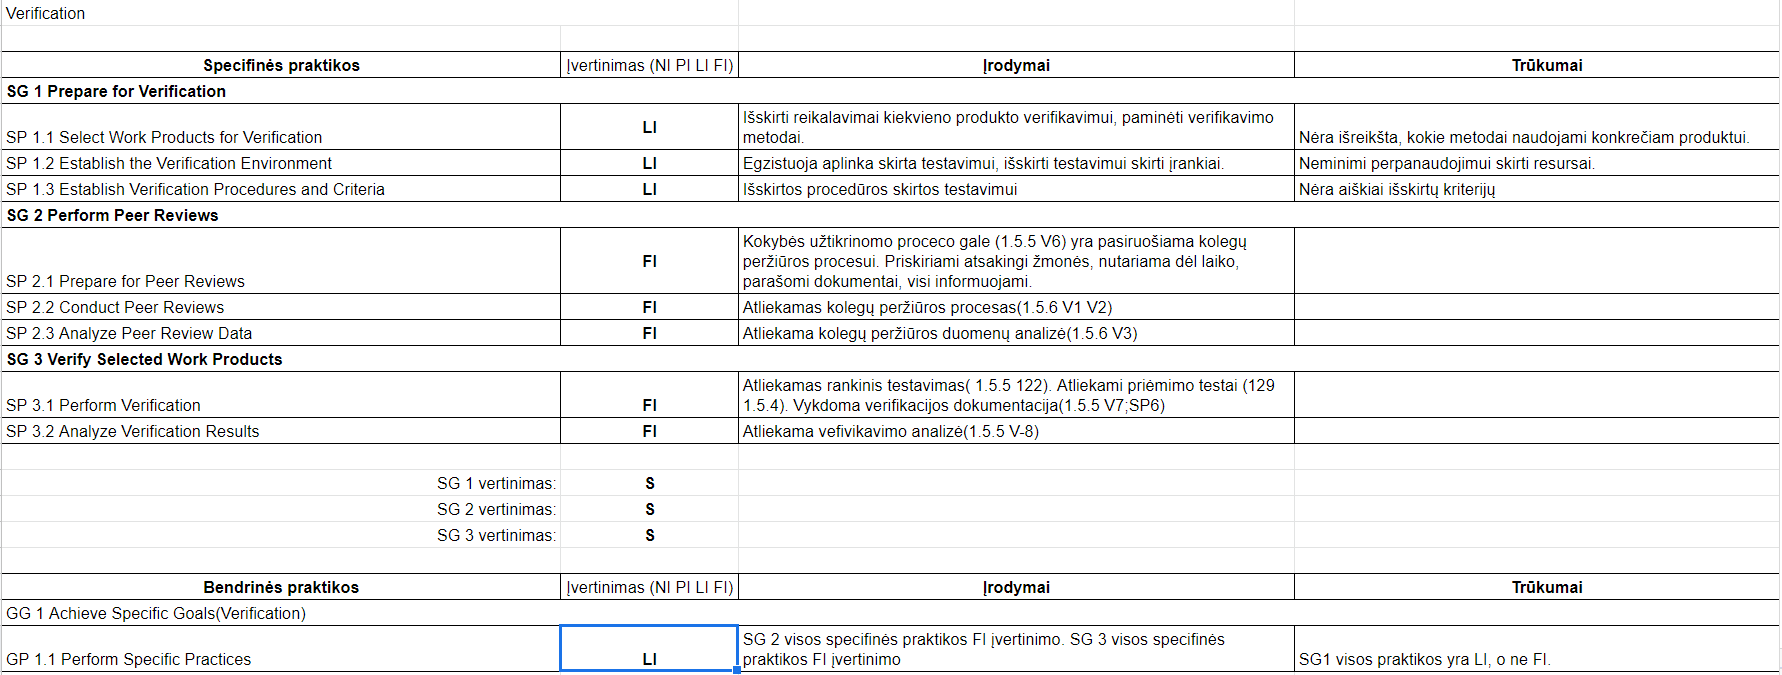 Verification
Specifinės praktikos Įvertinimas (NI PI LI FI) Įrodymai Trūkumai
SG 1 Prepare for Verification
Išskirti reikalavimai kiekvieno produkto verifikavimui, paminėti verifikavimo
SP 1.1 Select Work Products for Verification LI metodai. Nėra išreikšta, kokie metodai naudojami konkrečiam produktui.
SP 1.2 Establish the Verification Environment LI Egzistuoja aplinka skirta testavimui, išskirti testavimui skirti įrankiai. Neminimi perpanaudojimui skirti resursai.
SP 1.3 Establish Verification Procedures and Criteria LI Išskirtos procedūros skirtos testavimui Nėra aiškiai išskirtų kriterijų
SG 2 Perform Peer Reviews
Kokybės užtikrinomo proceco gale (1.5.5 V6) yra pasiruošiama kolegų
FI peržiūros procesui. Priskiriami atsakingi žmonės, nutariama dėl laiko,
SP 2.1 Prepare for Peer Reviews parašomi dokumentai, visi informuojami.
SP 2.2 Conduct Peer Reviews FI Atliekamas kolegų peržiūros procesas(1.5.6 V1 V2)
SP 2.3 Analyze Peer Review Data FI Atliekama kolegų peržiūros duomenų analizė(1.5.6 V3)
SG 3 Verify Selected Work Products
Atliekamas rankinis testavimas( 1.5.5 122). Atliekami priėmimo testai (129
SP 3.1 Perform Verification FI 1.5.4). Vykdoma verifikacijos dokumentacija(1.5.5 V7;SP6)
SP 3.2 Analyze Verification Results FI Atliekama vefivikavimo analizė(1.5.5 V-8)
SG 1 vertinimas: S
SG 2 vertinimas: S
SG 3 vertinimas: S
Bendrinės praktikos Įvertinimas (NI PI LI FI) Įrodymai Trūkumai
GG 1 Achieve Specific Goals(Verification)
SG 2 visos specifinės praktikos FI įvertinimo. SG 3 visos specifinės
GP 1.1 Perform Specific Practices LI praktikos FI įvertinimo SG1 visos praktikos yra LI, o ne FI.